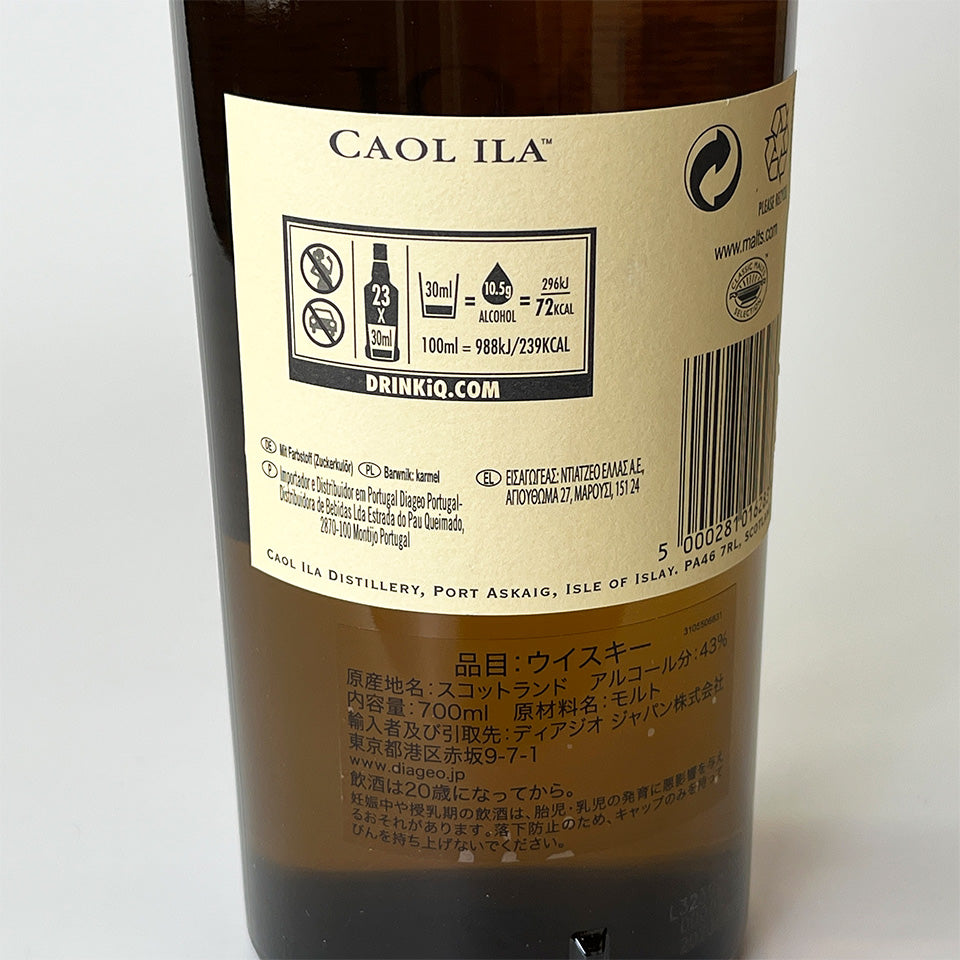 CAOL ILA™
PLEASE
www.malts.com
CLASSIC MALTS
SELECTION
23
X
30ml
30ml = 10.5g ALCOHOL = 296kJ 72KCAL
100ml = 988kJ/239KCAL
DRINKiQ.COM
DE Mit Farbstoff (Zuckerkulör) PL Barwnik: karmel
P Importador e Distribuidor em Portugal Diageo Portugal-
Distribuidora de Bebidas Lda Estrada do Pau Queimado,
2870-100 Montijo Portugal
EL ΕΙΣΑΓΩΓΕΑΣ: ΝΤΙΑΤΖΕΟ ΕΛΛΑΣ Α.Ε,
ΑΠΟΥΘΩΜΑ 27, ΜΑΡΟΥΣΙ, 151 24
CAOL ILA DISTILLERY, PORT ASKAIG, ISLE OF ISLAY. PA46 7RL,
3105506831
品目:ウイスキー
原産地名:スコットランド アルコール分:43%
内容量:700ml 原材料名:モルト
輸入者及び引取先:ディアジオ ジャパン株式会社
東京都港区赤坂9-7-1
www.diageo.jp
飲酒は20歳になってから。
妊娠中や授乳期の飲酒は、胎児・乳児の発育に悪影響を与え
るおそれがあります。落下防止のため、キャップのみを持って
びんを持ち上げないでください。